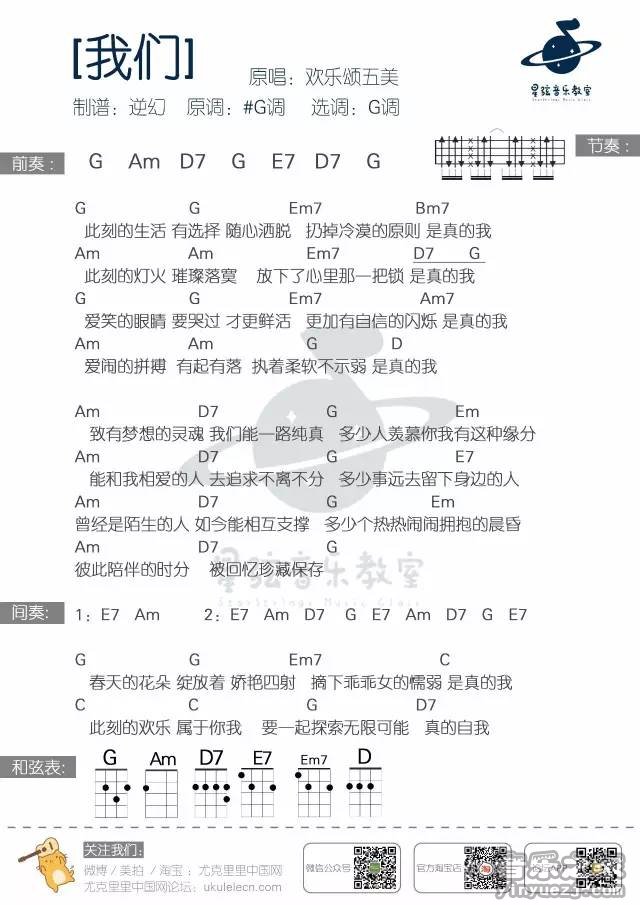 [我们]
原唱：欢乐颂五美
制谱：逆幻 原调：#G调 选调：G调
星弦音乐教室
StarStrings Music Class
前奏： G Am D7 G E7 D7 G
节奏：
G G Em7 Bm7
此刻的生活 有选择 随心洒脱 扔掉冷漠的原则 是真的我
Am Am Em7 D7 G
此刻的灯火 璀璨落寞 放下了心里那一把锁 是真的我
G G Em7 Am7
爱笑的眼睛 要哭过 才更鲜活 更加有自信的闪烁 是真的我
Am Am G D
爱闹的拼搏 有起有落 执着柔软不示弱 是真的我
Am D7 G Em
致有梦想的灵魂 我们能一路纯真 多少人羡慕你我有这种缘分
Am D7 G E7
能和我相爱的人 去追求不离不分 多少事远去留下身边的人
Am D7 G Em
曾经是陌生的人 如今能相互支撑 多少个热热闹闹拥抱的晨昏
Am D7 G
彼此陪伴的时分 被回忆珍藏保存
星弦音乐教室
StarStrings Music Class
间奏： 1：E7 Am 2：E7 Am D7 G E7 Am D7 G E7
G G Em7 C
春天的花朵 绽放着 娇艳四射 摘下乖乖女的懦弱 是真的我
C C G D7
此刻的欢乐 属于你我 要一起探索无限可能 真的自我
和弦表： G Am D7 E7 Em7 D
关注我们：
微博 / 美拍 / 淘宝 ：尤克里里中国网
尤克里里中国网论坛：ukulelecn.com
微信公众号
官方淘宝店
yinyuezj.com